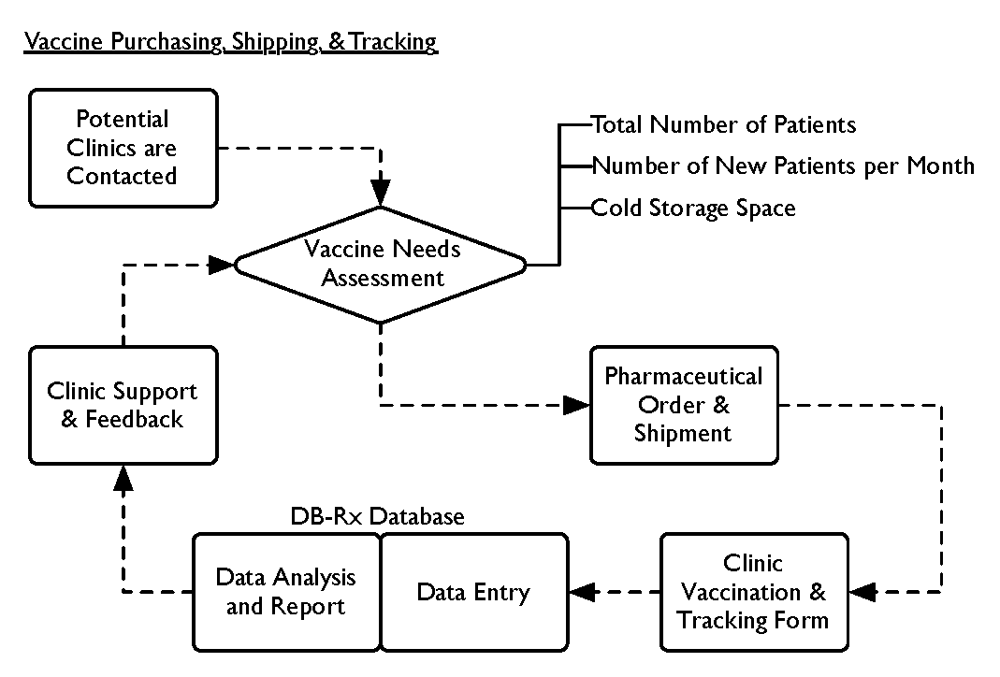 Vaccine Purchasing, Shipping, & Tracking
Potential
Clinics are
Contacted
Total Number of Patients
Number of New Patients per Month
Cold Storage Space
Vaccine Needs
Assessment
Clinic Support
& Feedback
Pharmaceutical
Order &
Shipment
DB-Rx Database
Data Analysis
and Report
Data Entry
Clinic
Vaccination &
Tracking Form